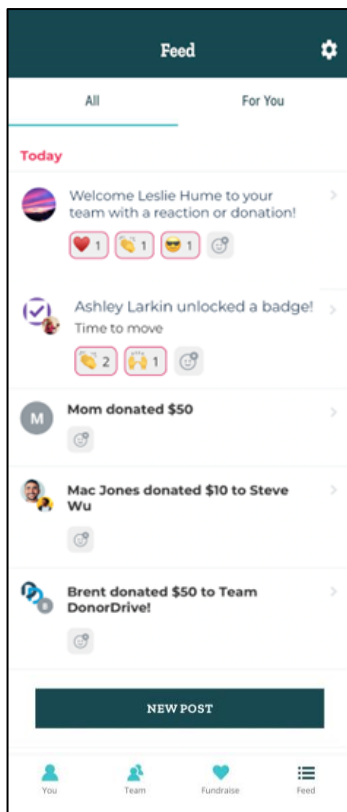 Feed
All
For You
Today
Welcome Leslie Hume to your
team with a reaction or donation!
❤️ 1 👏 1 😎 1
Ashley Larkin unlocked a badge!
Time to move
👏 2 🙌 1
M
Mom donated $50
Mac Jones donated $10 to Steve
Wu
B
Brent donated $50 to Team
DonorDrive!
NEW POST
You
Team
Fundraise
Feed